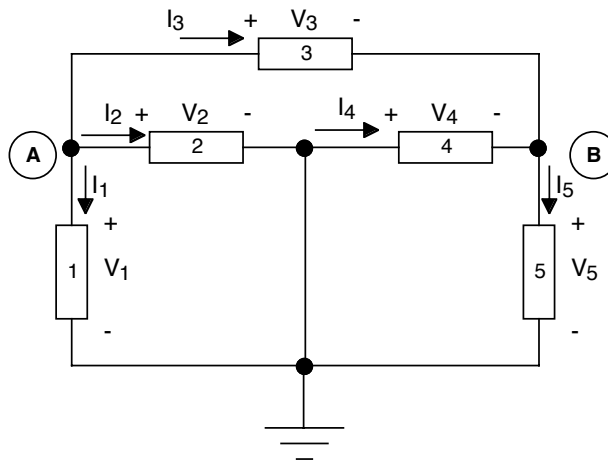 I3 + V3 -
3
I2 + V2 - I4 + V4 -
A 2 4 B
I1 I5
+ +
1 V1 5 V5
- -